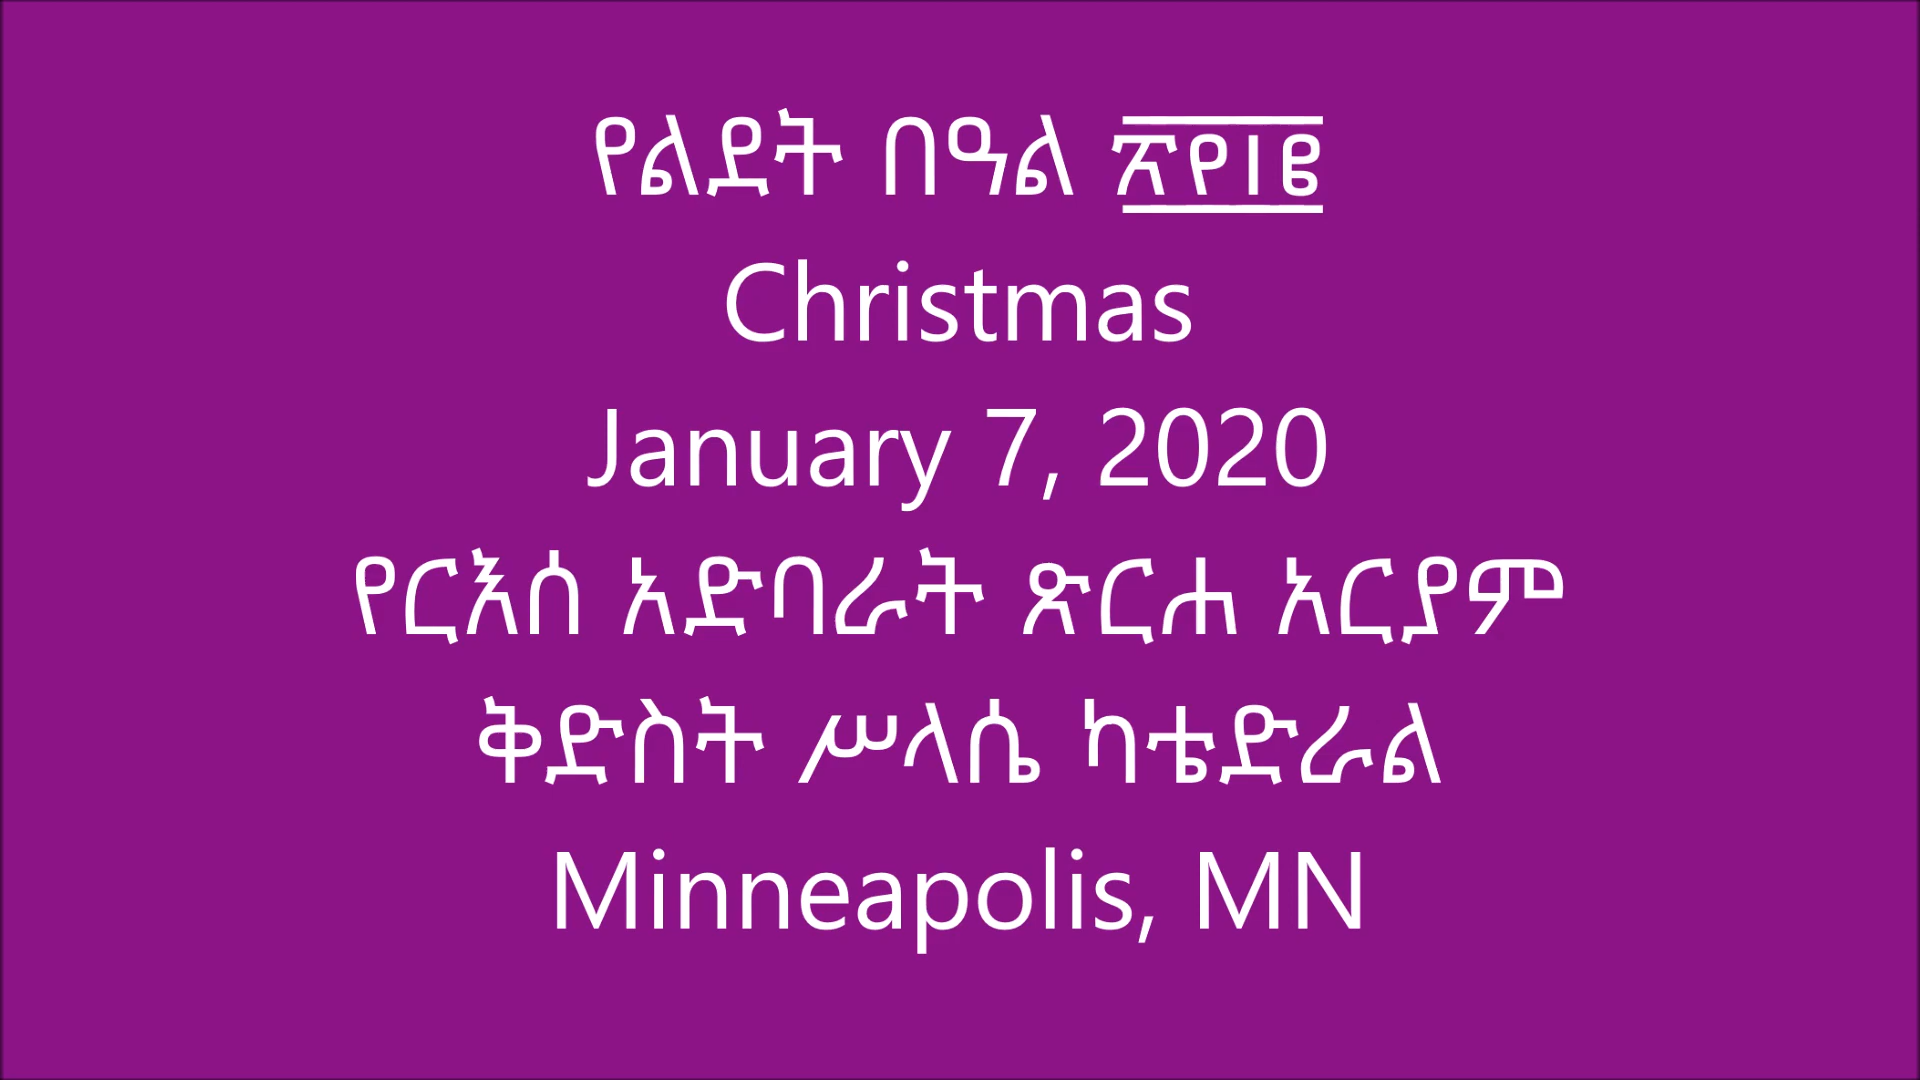 የልደት በዓል ፳፻፲፪
Christmas
January 7, 2020
የርእሰ አድባራት ጽርሐ አርያም
ቅድስት ሥላሴ ካቴድራል
Minneapolis, MN